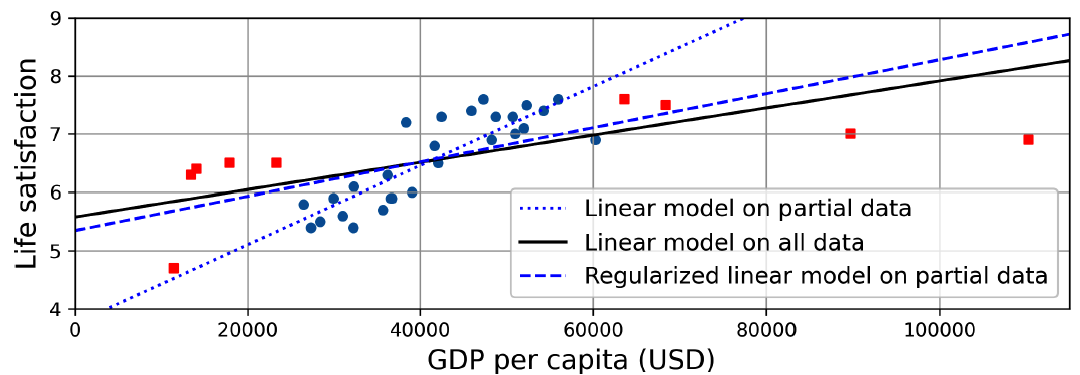 9
8
7
6
5
4
Life satisfaction
Linear model on partial data
Linear model on all data
Regularized linear model on partial data
0 20000 40000 60000 80000 100000
GDP per capita (USD)